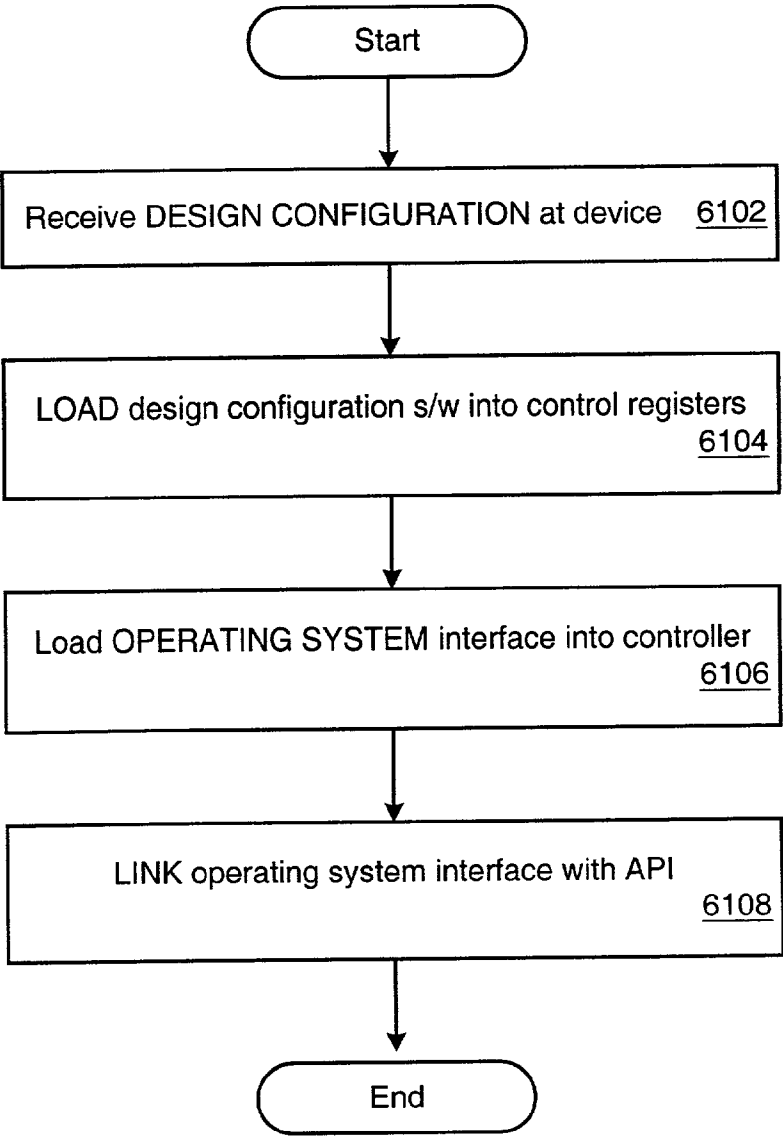 Start
Receive DESIGN CONFIGURATION at device 6102
LOAD design configuration s/w into control registers
6104
Load OPERATING SYSTEM interface into controller
6106
LINK operating system interface with API
6108
End